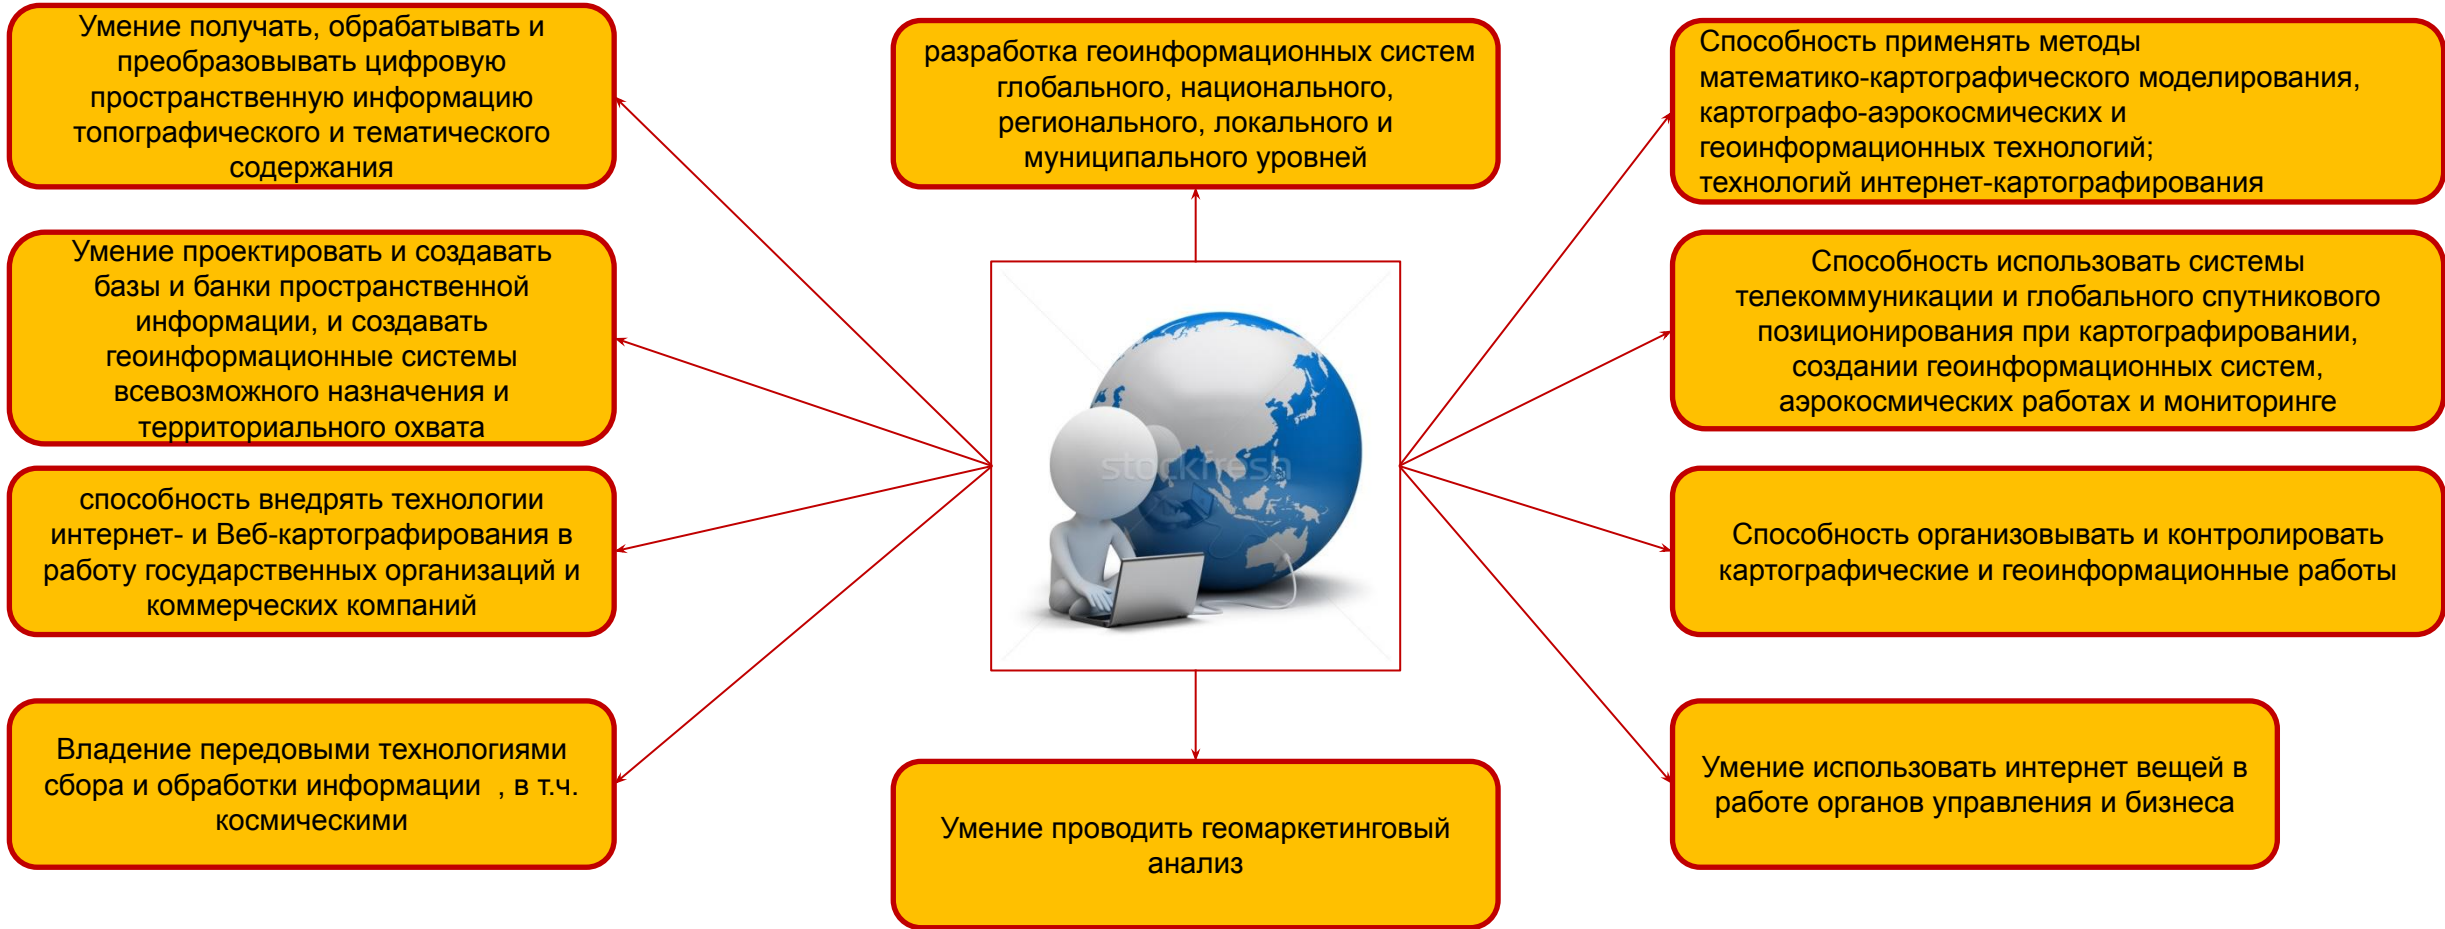 Умение получать, обрабатывать и
преобразовывать цифровую
пространственную информацию
топографического и тематического
содержания
разработка геоинформационных систем
глобального, национального,
регионального, локального и
муниципального уровней
Способность применять методы
математико-картографического моделирования,
картографо-аэрокосмических и
геоинформационных технологий;
технологий интернет-картографирования
Умение проектировать и создавать
базы и банки пространственной
информации, и создавать
геоинформационные системы
всевозможного назначения и
территориального охвата
Способность использовать системы
телекоммуникации и глобального спутникового
позиционирования при картографировании,
создании геоинформационных систем,
аэрокосмических работах и мониторинге
stockfresh
способность внедрять технологии
интернет- и Веб-картографирования в
работу государственных организаций и
коммерческих компаний
Способность организовывать и контролировать
картографические и геоинформационные работы
Владение передовыми технологиями
сбора и обработки информации , в т.ч.
космическими
Умение проводить геомаркетинговый
анализ
Умение использовать интернет вещей в
работе органов управления и бизнеса